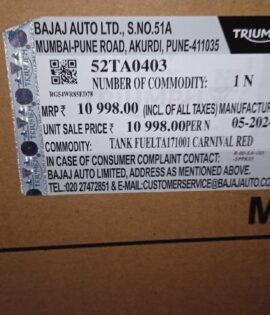 BAJAJ AUTO LTD., S.NO.51A
MUMBAI-PUNE ROAD, AKURDI, PUNE-411035
TRIUM
52TA0403
NUMBER OF COMMODITY: 1 N
MRP ₹ 10 998.00 (INCL. OF ALL TAXES) MANUFACTUR
UNIT SALE PRICE ₹ 10 998.00PER N 05-202
COMMODITY: TANK FUELTA171001 CARNIVAL RED
IN CASE OF CONSUMER COMPLAINT CONTACT:
BAJAJ AUTO LIMITED, ADDRESS AS MENTIONED ABOVE.
TEL.:020 27472851 & E-MAIL:CUSTOMERSERVICE@BAJAJAUTO.CO
M